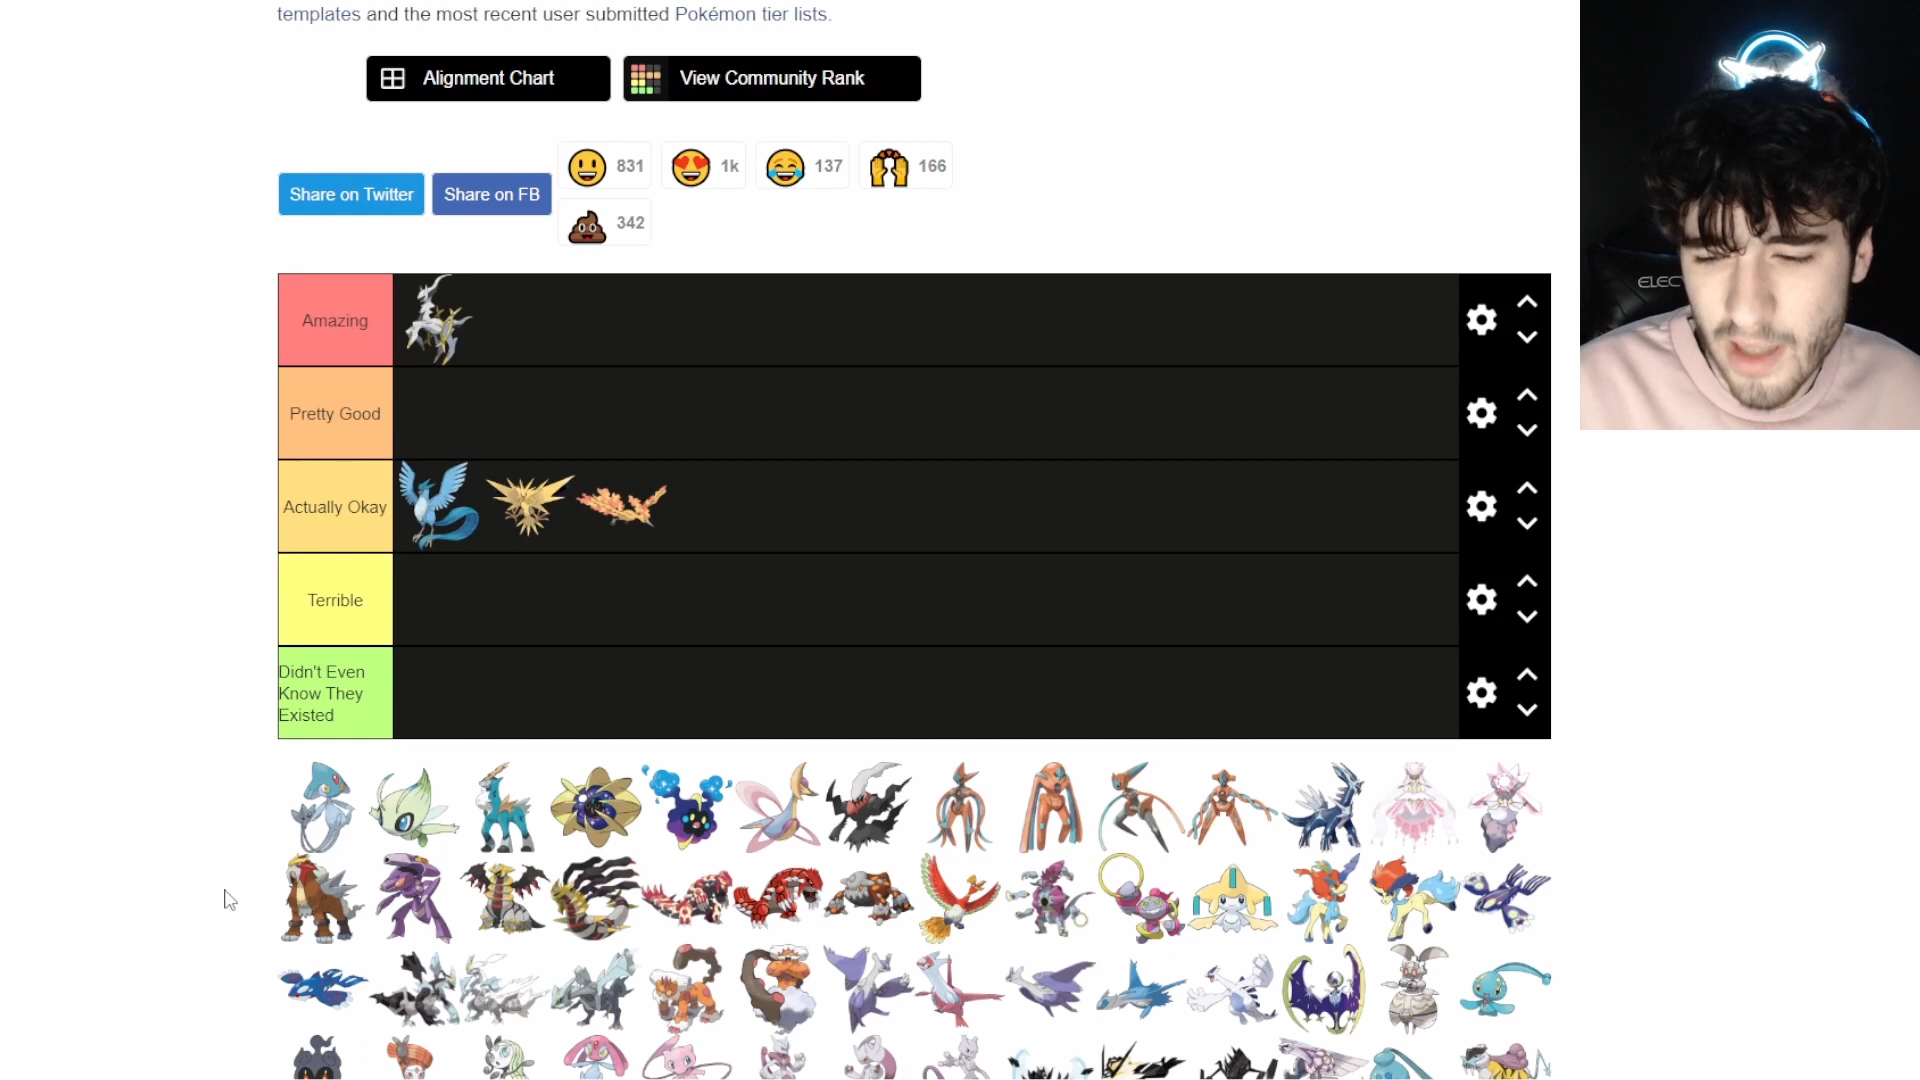 templates and the most recent user submitted Pokémon tier lists.
Alignment Chart
View Community Rank
831
1k
137
166
Share on Twitter
Share on FB
342
Amazing
Pretty Good
Actually Okay
Terrible
Didn't Even
Know They
Existed
ELEC